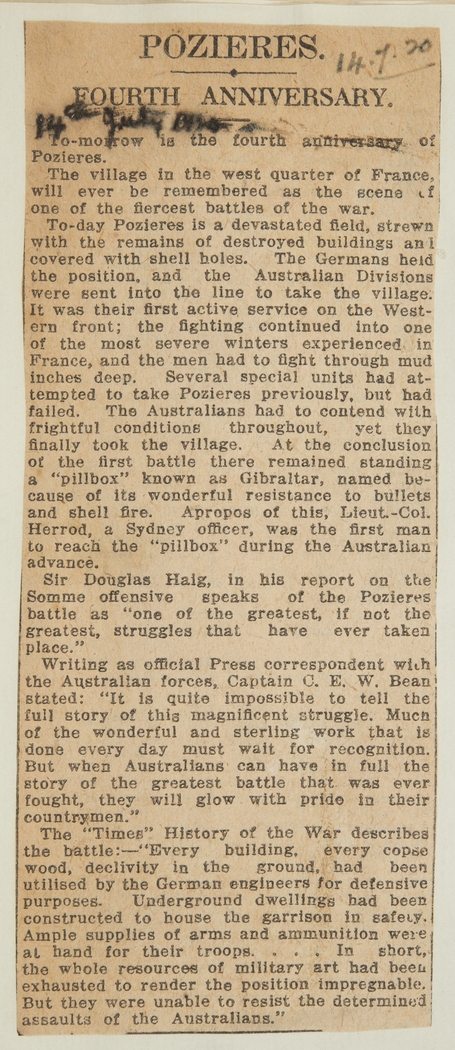 POZIERES.
14.7.20
FOURTH ANNIVERSARY.
14th July 1920
To-morrow is the fourth anniversary of
Pozieres.
The village in the west quarter of France,
will ever be remembered as the scene of
one of the fiercest battles of the war.
To-day Pozieres is a devastated field, strewn
with the remains of destroyed buildings and
covered with shell holes. The Germans held
the position, and the Australian Divisions
were sent into the line to take the village.
It was their first active service on the West-
ern front; the fighting continued into one
of the most severe winters experienced in
France, and the men had to fight through mud
inches deep. Several special units had at-
tempted to take Pozieres previously, but had
failed. The Australians had to contend with
frightful conditions throughout, yet they
finally took the village. At the conclusion
of the first battle there remained standing
a "pillbox" known as Gibraltar, named be-
cause of its wonderful resistance to bullets
and shell fire. Apropos of this, Lieut.-Col.
Herrod, a Sydney officer, was the first man
to reach the "pillbox" during the Australian
advance.
Sir Douglas Haig, in his report on the
Somme offensive speaks of the Pozieres
battle as "one of the greatest, if not the
greatest, struggles that have ever taken
place."
Writing as official Press correspondent with
the Australian forces, Captain C. E. W. Bean
stated: "It is quite impossible to tell the
full story of this magnificent struggle. Much
of the wonderful and sterling work that is
done every day must wait for recognition.
But when Australians can have in full the
story of the greatest battle that was ever
fought, they will glow with pride in their
countrymen."
The "Times" History of the War describes
the battle:—"Every building, every copse
wood, declivity in the ground, had been
utilised by the German engineers for defensive
purposes. Underground dwellings had been
constructed to house the garrison in safety.
Ample supplies of arms and ammunition were
at hand for their troops. . . . In short,
the whole resources of military art had been
exhausted to render the position impregnable.
But they were unable to resist the determined
assaults of the Australians."